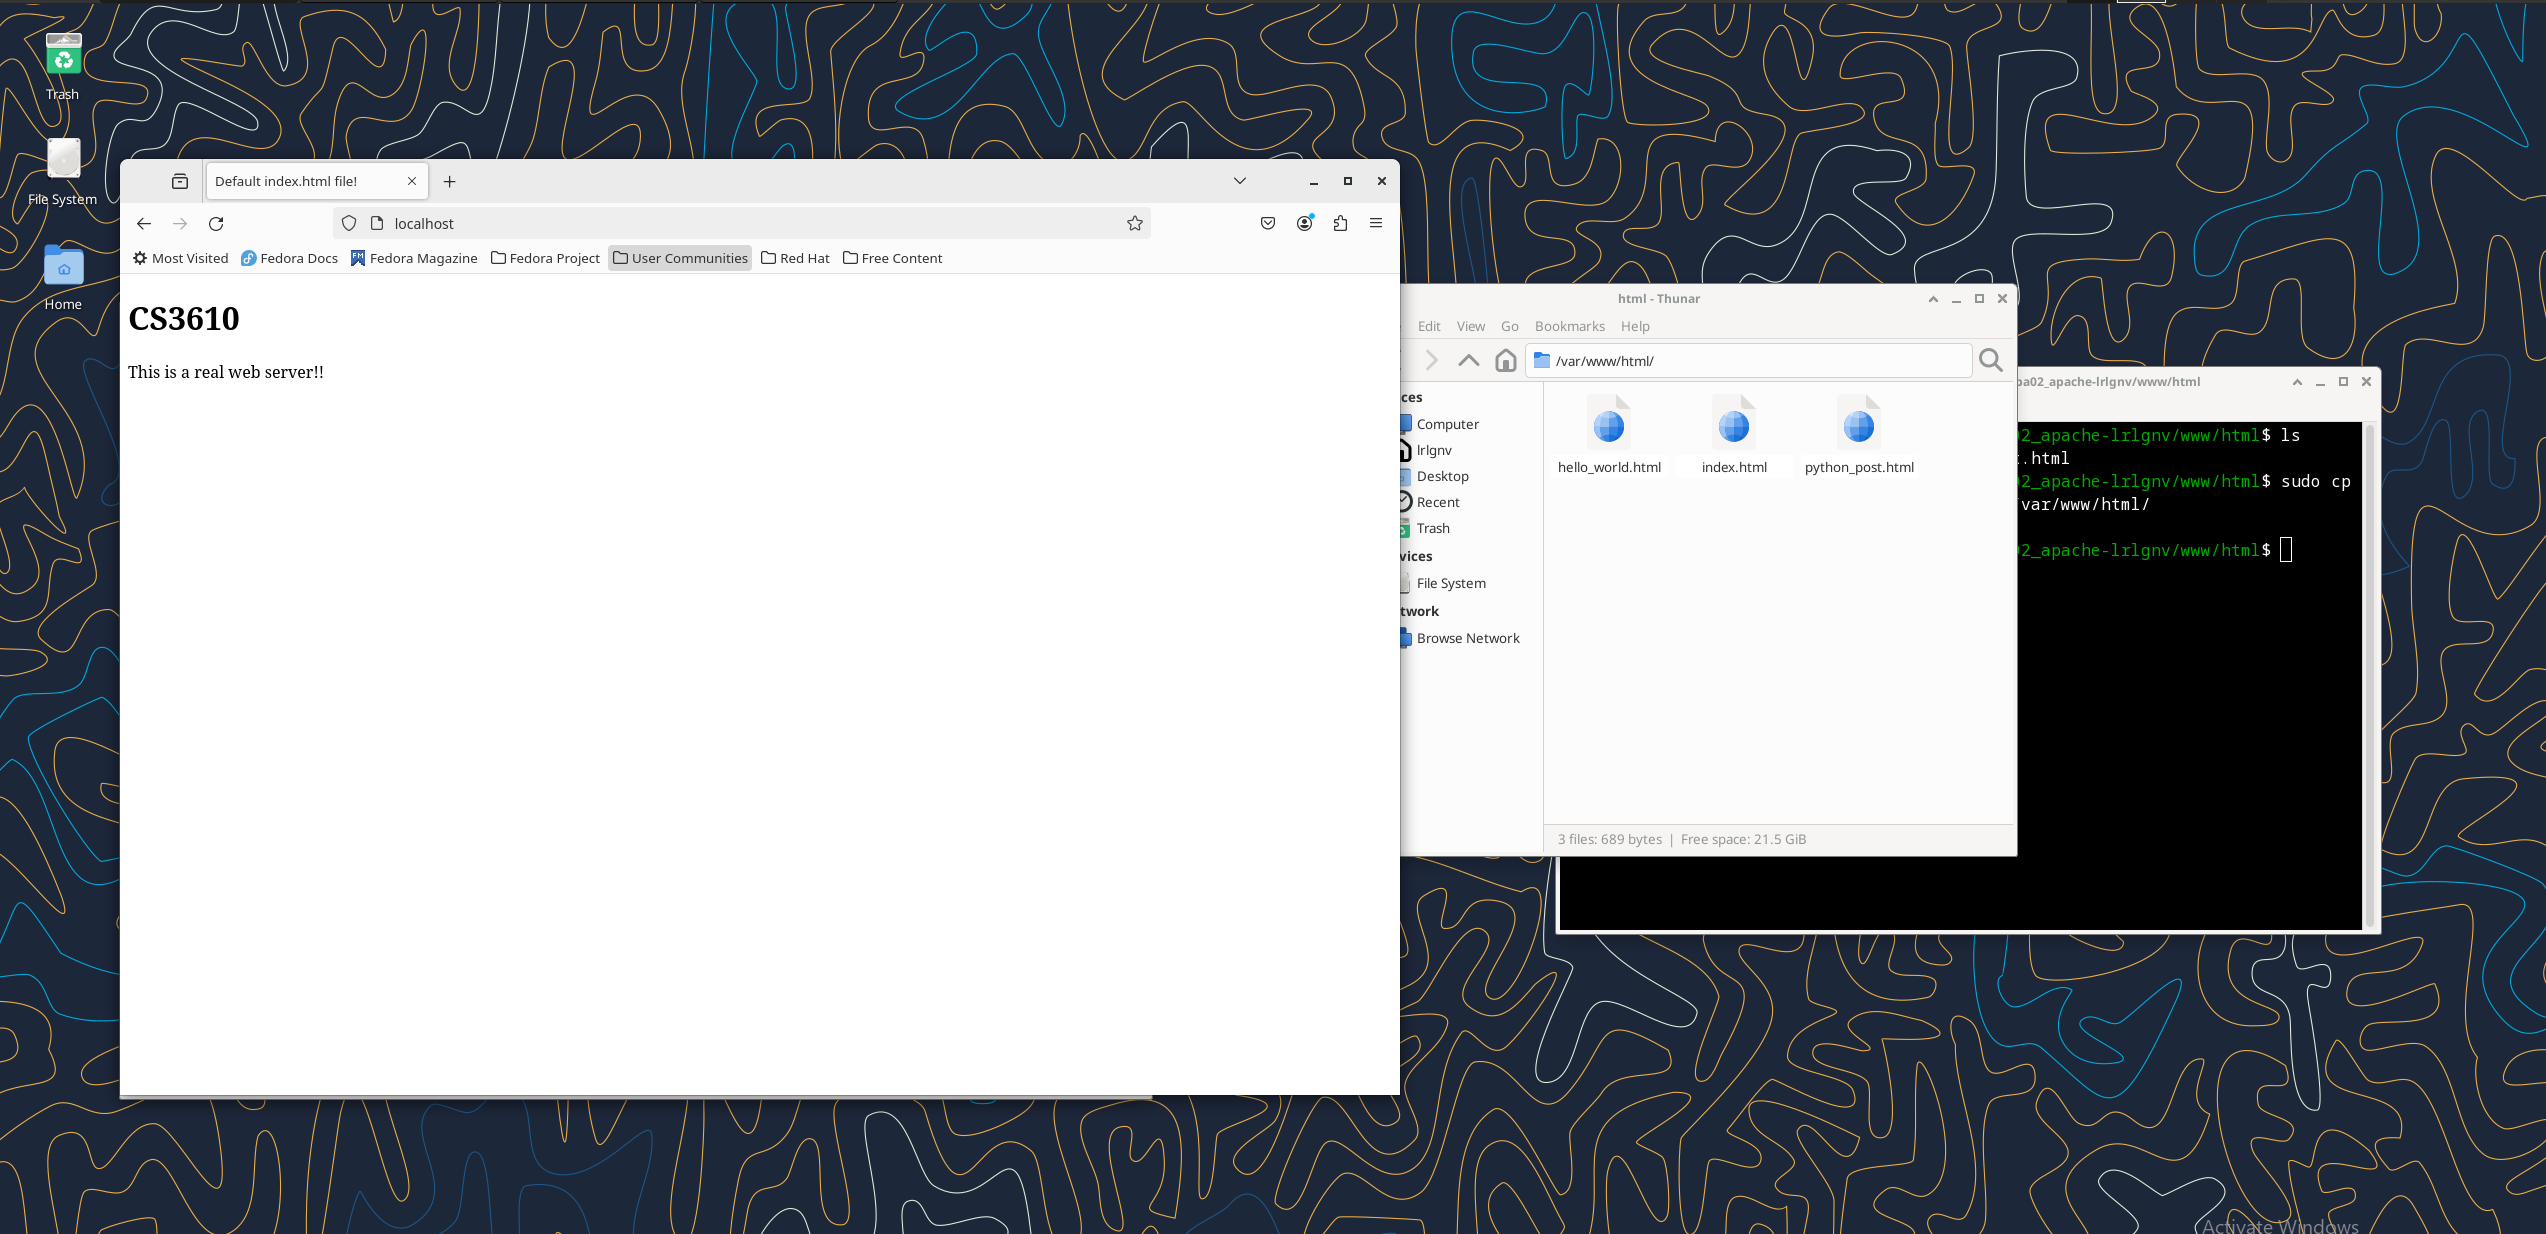 Trash
File System
Home
Default index.html file!
localhost
Most Visited Fedora Docs Fedora Magazine Fedora Project User Communities Red Hat Free Content
CS3610
This is a real web server!!
html - Thunar
Edit View Go Bookmarks Help
/var/www/html/
Computer
lrlgnv
Desktop
Recent
Trash
File System
Browse Network
hello_world.html index.html python_post.html
3 files: 689 bytes | Free space: 21.5 GiB
pa02_apache-lrlgnv/www/html
2_apache-lrlgnv/www/html$ ls
.html
2_apache-lrlgnv/www/html$ sudo cp
/var/www/html/
2_apache-lrlgnv/www/html$
Activate Windows